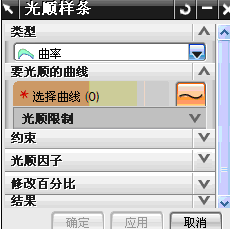 光顺样条
类型
曲率
要光顺的曲线
* 选择曲线 (0)
光顺限制
约束
光顺因子
修改百分比
结果
确定 应用 取消